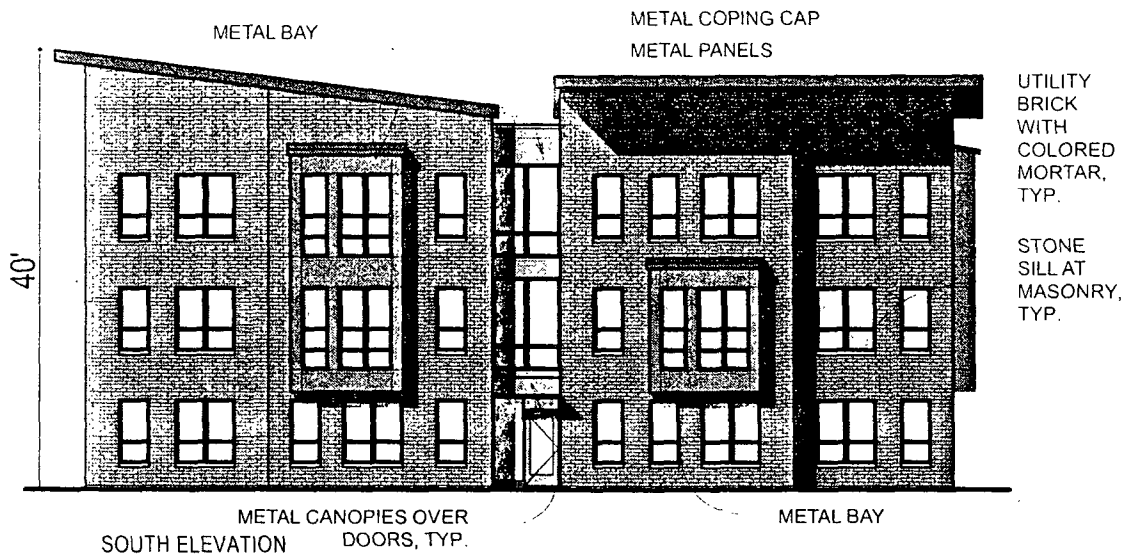 METAL BAY
METAL COPING CAP
METAL PANELS
UTILITY
BRICK
WITH
COLORED
MORTAR,
TYP.
STONE
SILL AT
MASONRY,
TYP.
40'
METAL CANOPIES OVER
DOORS, TYP.
METAL BAY
SOUTH ELEVATION